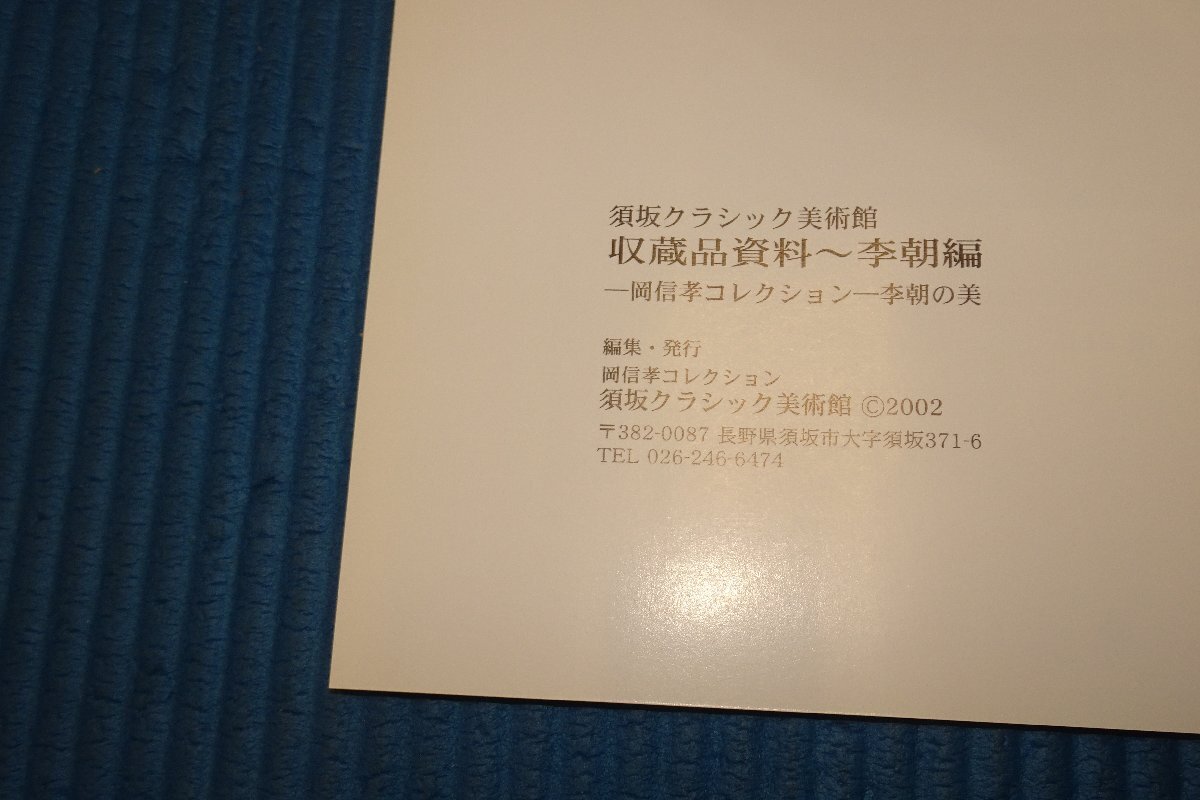 須坂クラシック美術館
収蔵品資料〜李朝編
―岡信孝コレクション―李朝の美
編集・発行
岡信孝コレクション
須坂クラシック美術館 ©2002
〒382-0087 長野県須坂市大字須坂371-6
TEL 026-246-6474